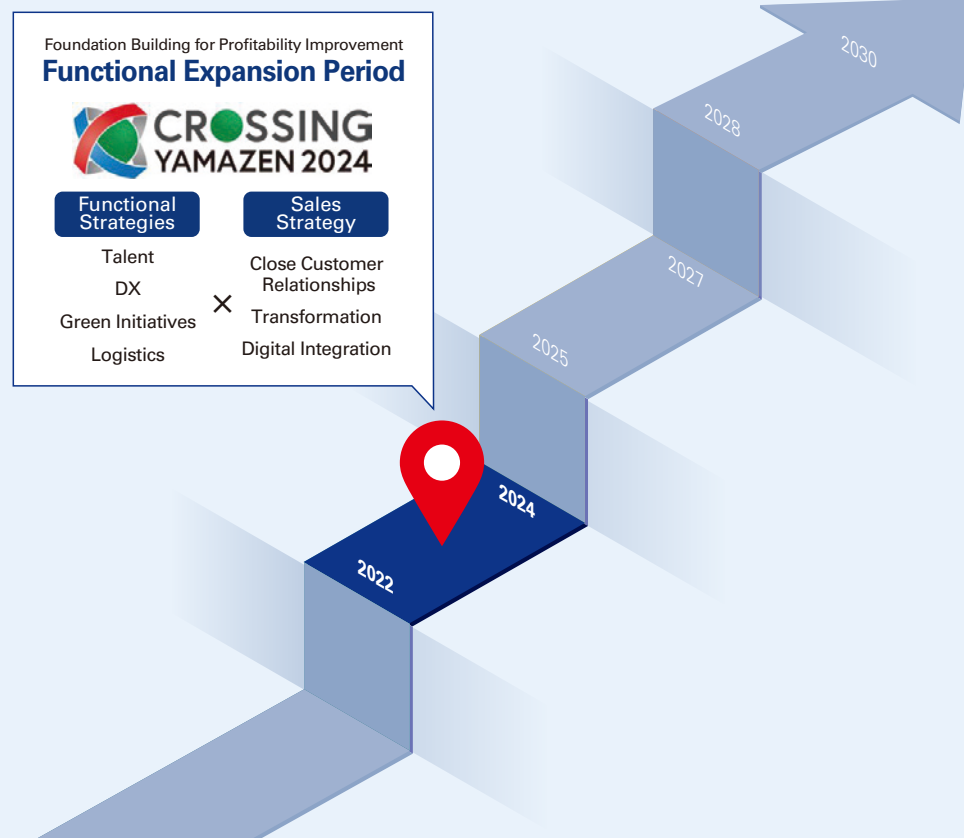 Foundation Building for Profitability Improvement
Functional Expansion Period
CROSSING
YAMAZEN 2024
Functional
Strategies
Talent
DX
Green Initiatives
Logistics
×
Sales
Strategy
Close Customer
Relationships
Transformation
Digital Integration
2022
2024
2025
2027
2028
2030